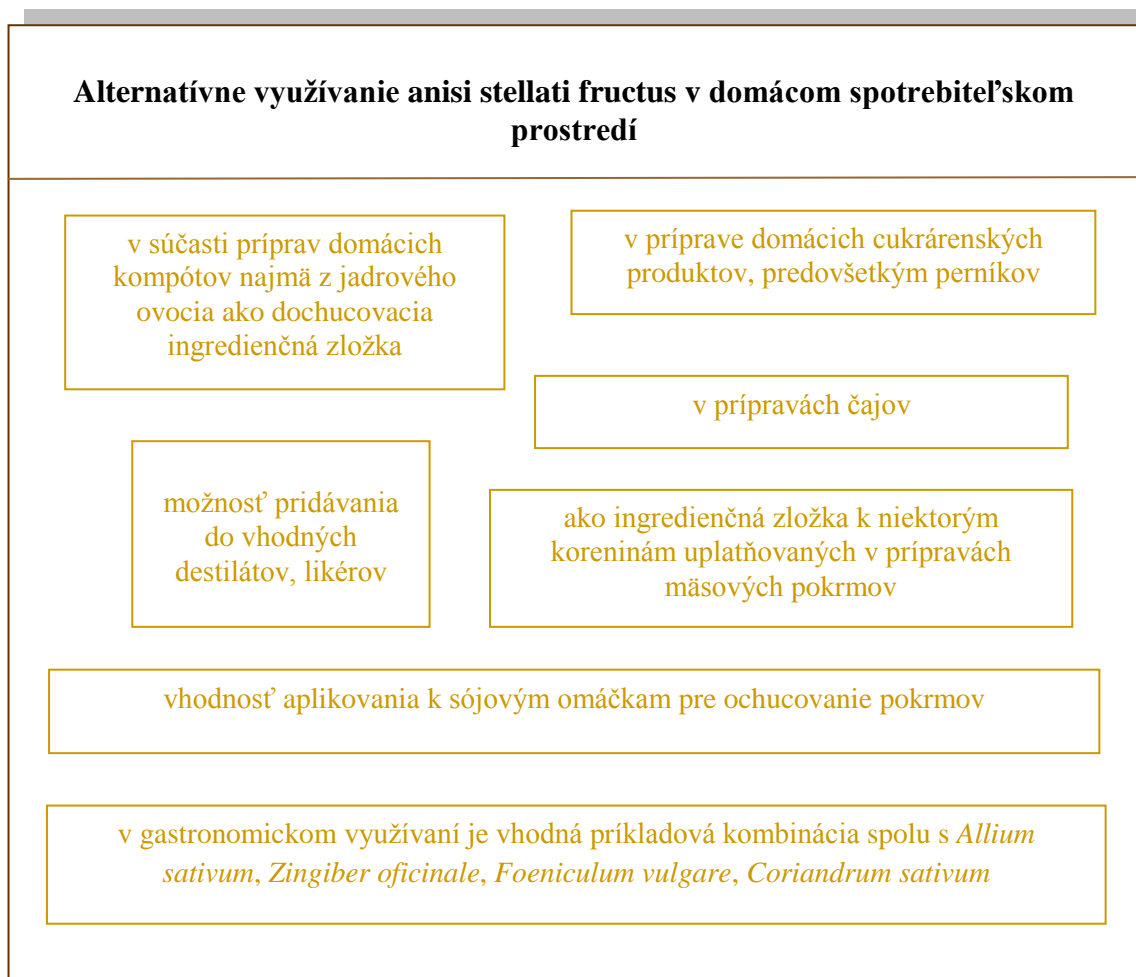 Alternatívne využívanie anisi stellati fructus v domácom spotrebiteľskom
prostredí
v súčasti príprav domácich
kompótov najmä z jadrového
ovocia ako dochucovacia
ingredienčná zložka
v príprave domácich cukrárenských
produktov, predovšetkým perníkov
v prípravách čajov
možnosť pridávania
do vhodných
destilátov, likérov
ako ingredienčná zložka k niektorým
koreninám uplatňovaných v prípravách
mäsových pokrmov
vhodnosť aplikovania k sójovým omáčkam pre ochucovanie pokrmov
v gastronomickom využívaní je vhodná príkladová kombinácia spolu s Allium
sativum, Zingiber oficinale, Foeniculum vulgare, Coriandrum sativum